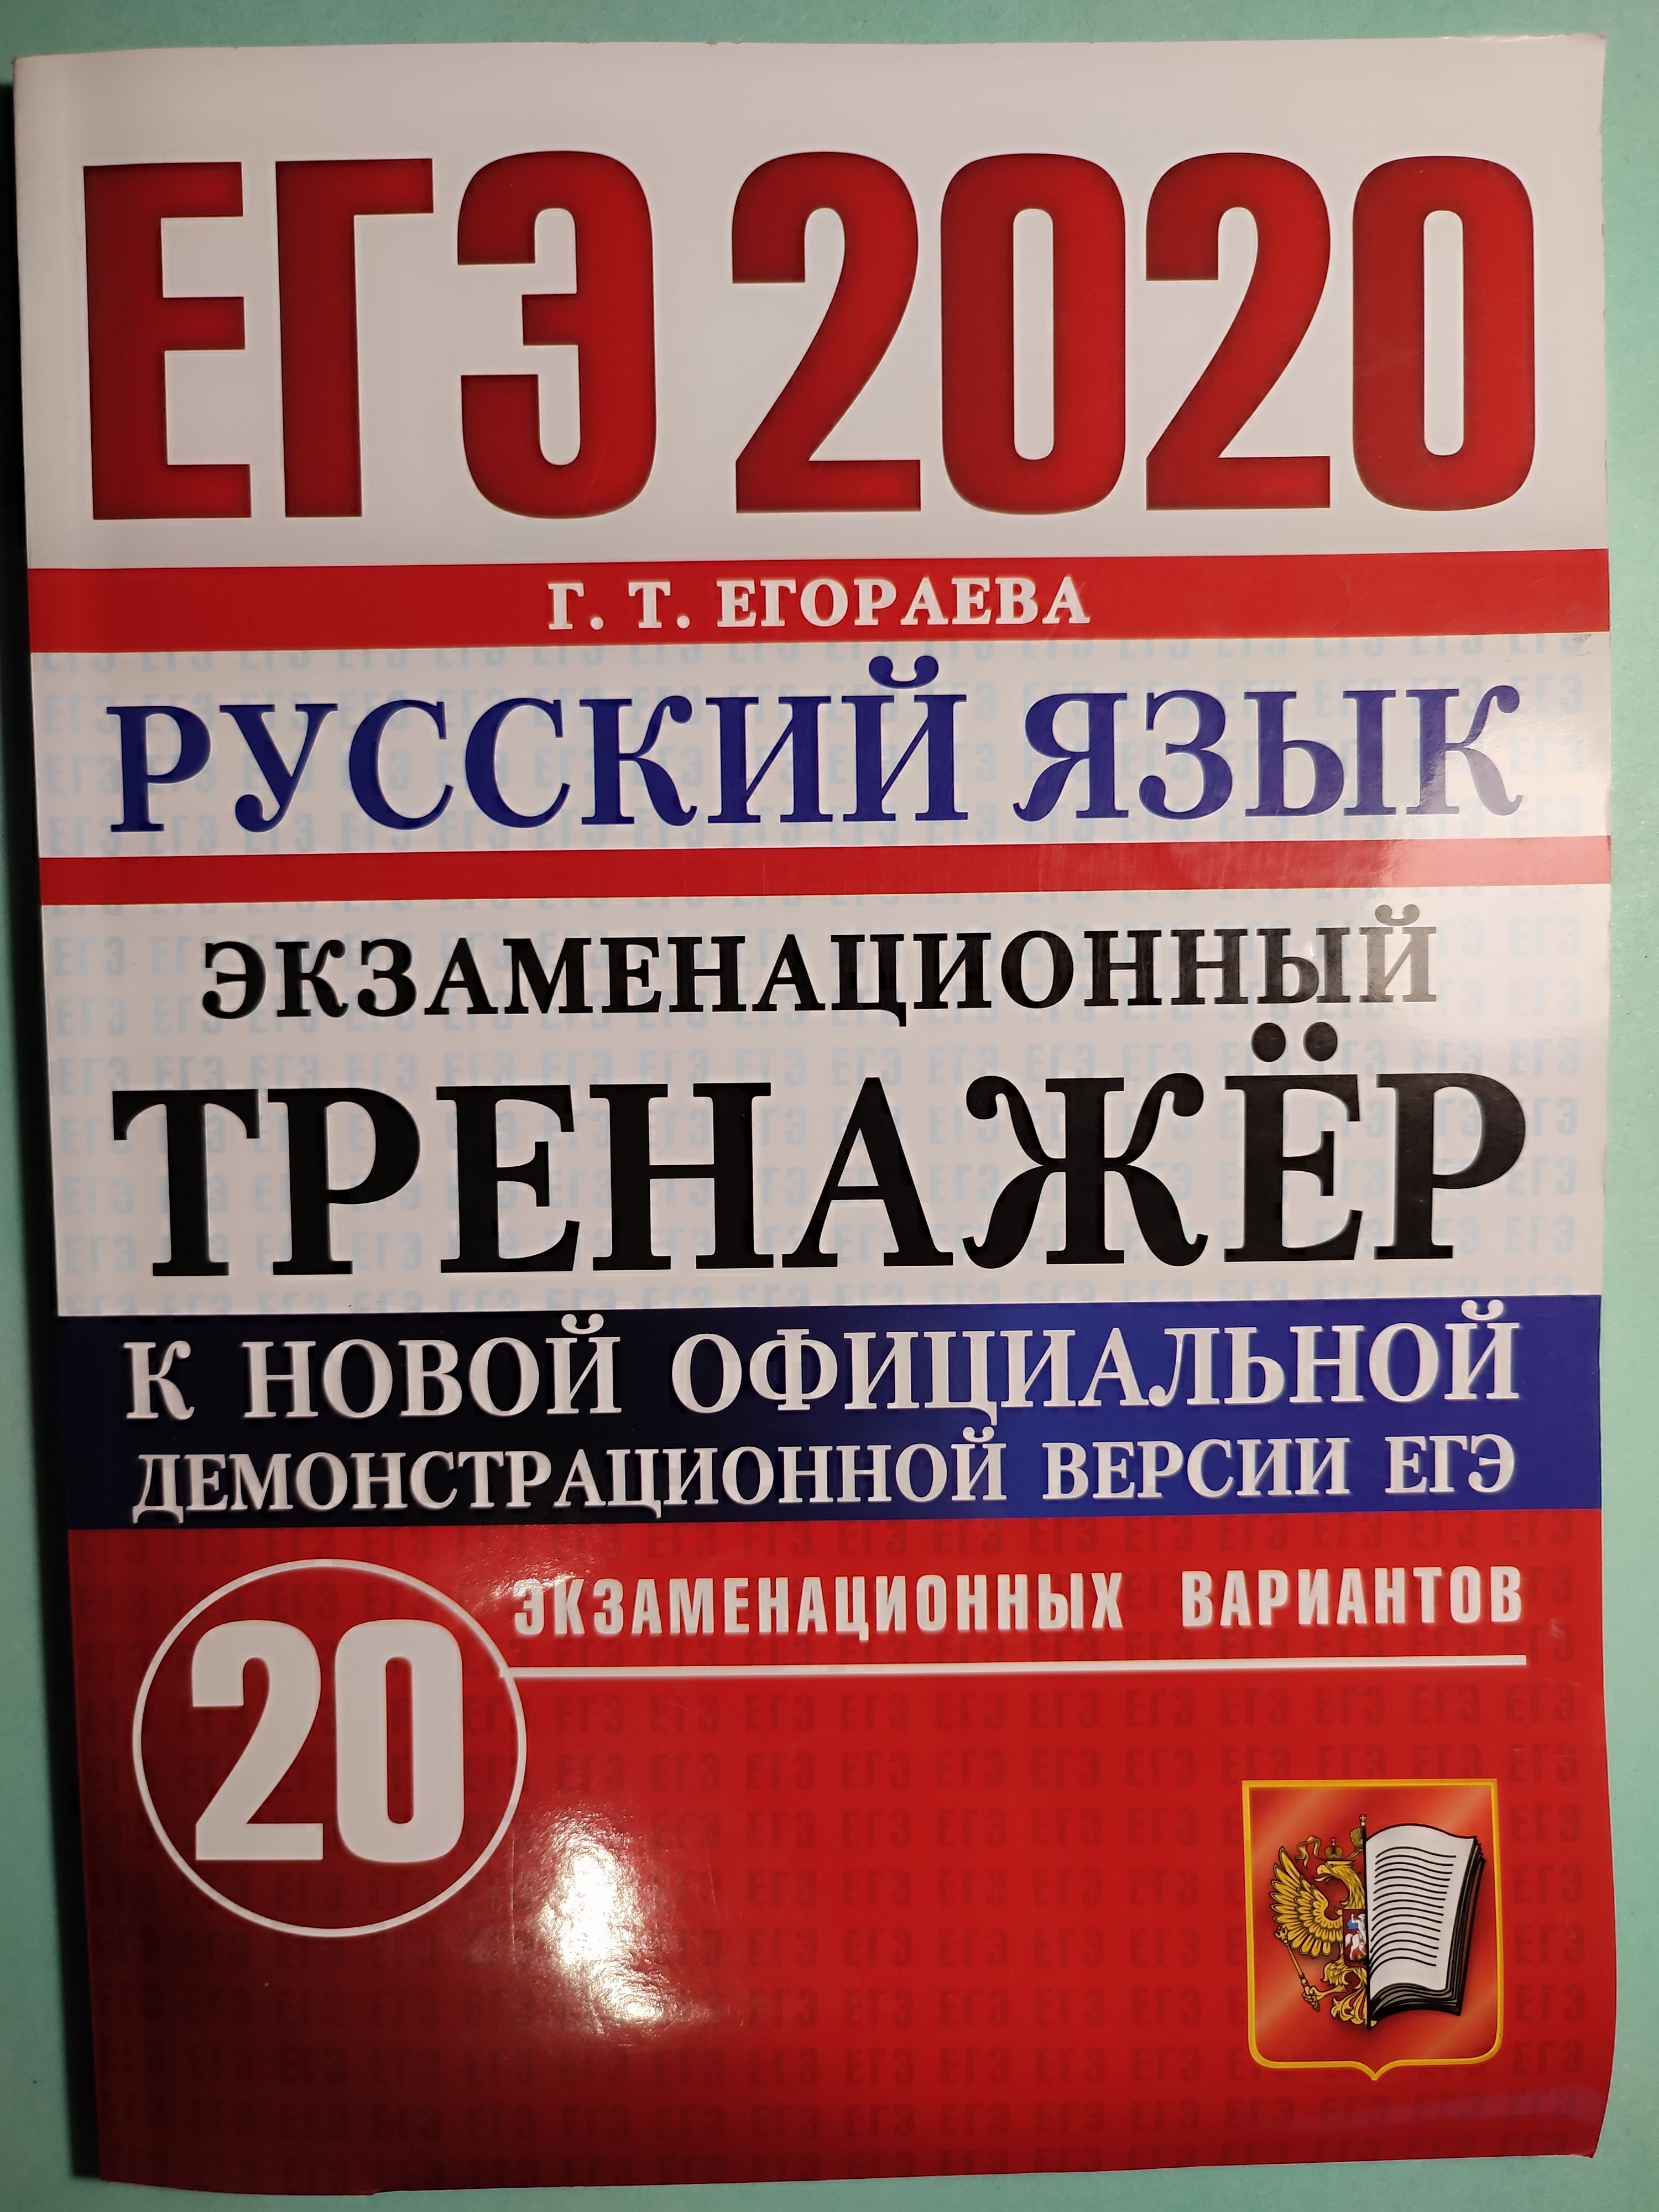 ЕГЭ 2020
Г. Т. ЕГОРАЕВА
РУССКИЙ ЯЗЫК
ЭКЗАМЕНАЦИОННЫЙ
ТРЕНАЖЁР
К НОВОЙ ОФИЦИАЛЬНОЙ
ДЕМОНСТРАЦИОННОЙ ВЕРСИИ ЕГЭ
20 ЭКЗАМЕНАЦИОННЫХ ВАРИАНТОВ